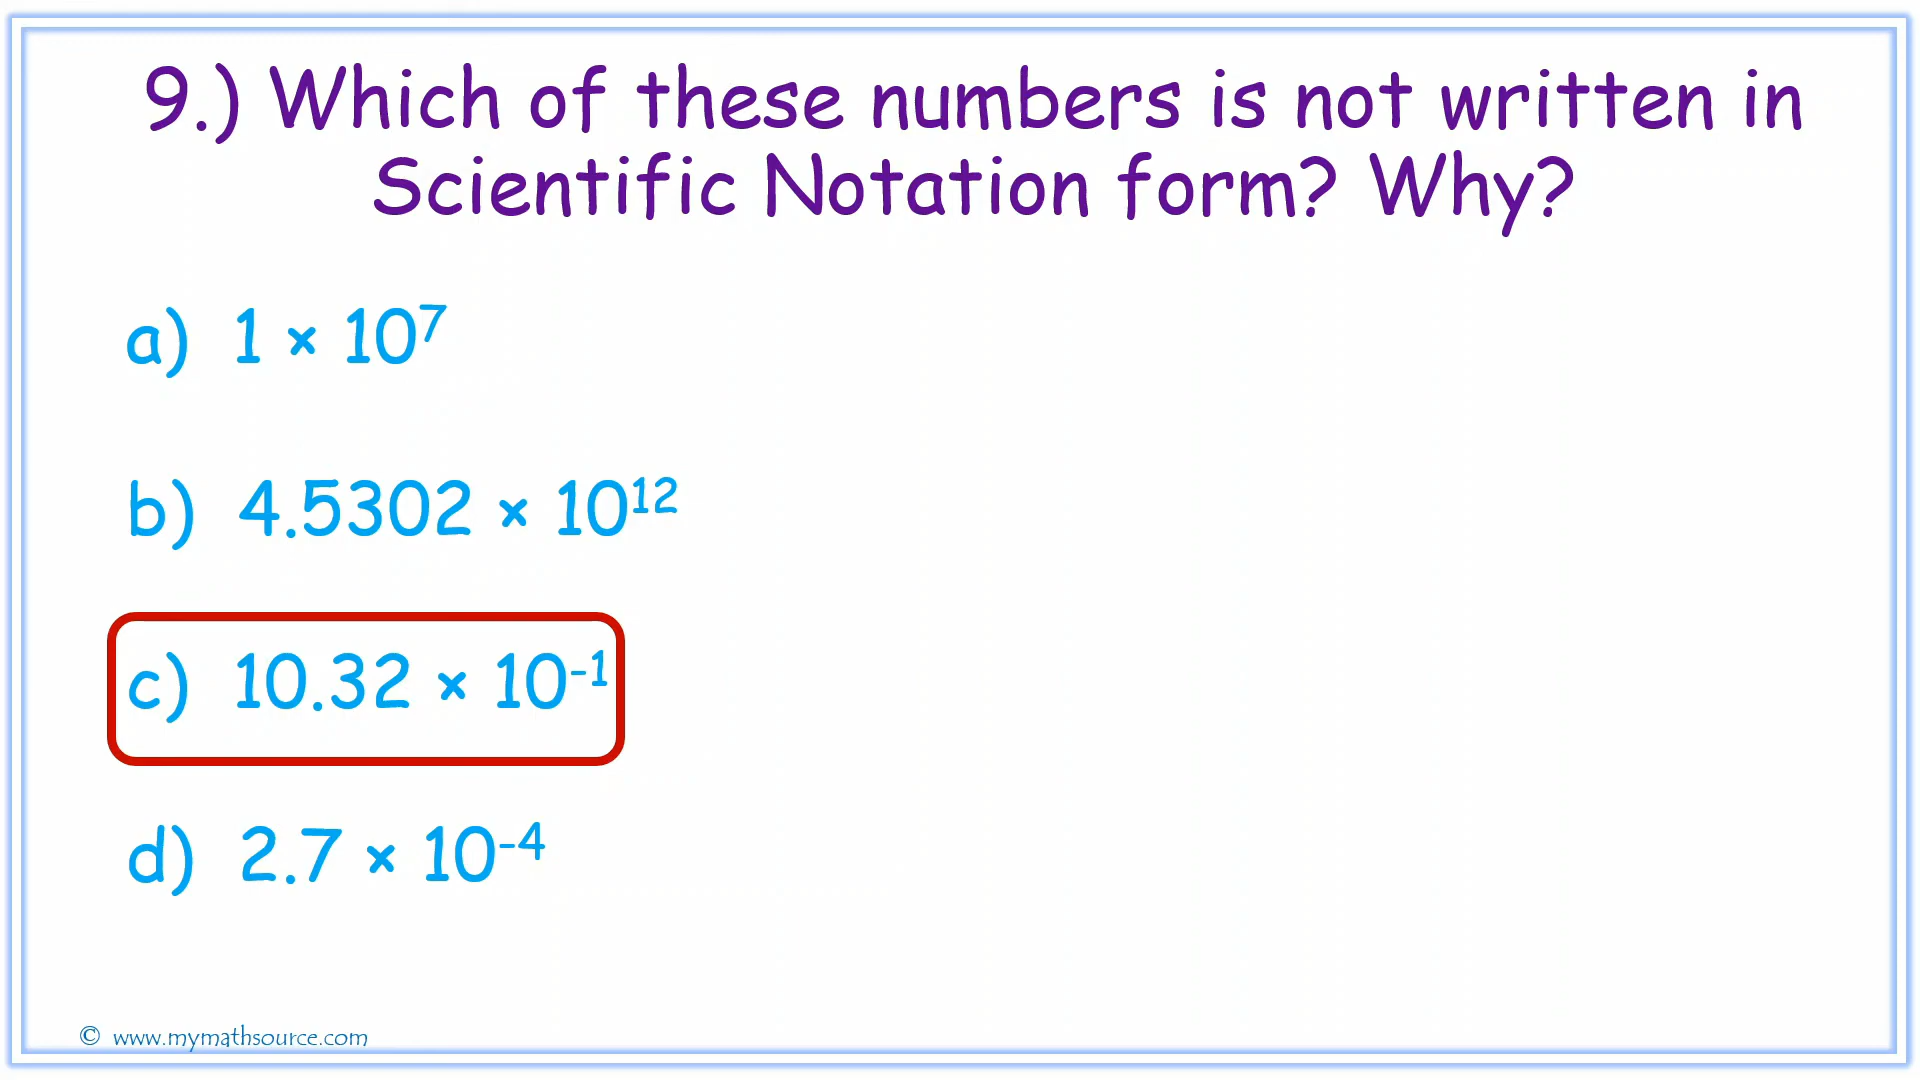 9.) Which of these numbers is not written in
Scientific Notation form? Why?
a) 1 × 10⁷
b) 4.5302 × 10¹²
c) 10.32 × 10⁻¹
d) 2.7 × 10⁻⁴
© www.mymathsource.com